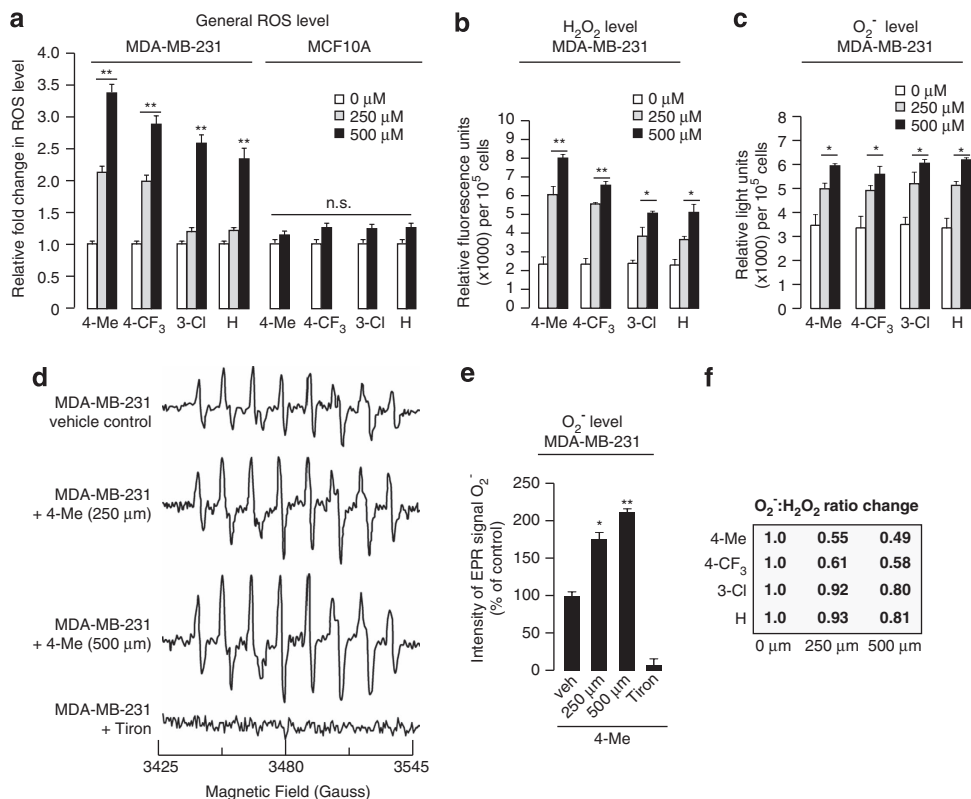 a
General ROS level
MDA-MB-231 MCF10A
Relative fold change in ROS level
4.0
3.5
3.0
2.5
2.0
1.5
1.0
0.5
0
** ** ** **
n.s.
0 µM
250 µM
500 µM
4-Me 4-CF₃ 3-Cl H 4-Me 4-CF₃ 3-Cl H
b
H₂O₂ level
MDA-MB-231
0 µM
250 µM
500 µM
Relative fluorescence units
(x1000) per 10⁵ cells
10
9
8
7
6
5
4
3
2
1
0
** ** * *
4-Me 4-CF₃ 3-Cl H
c
O₂⁻ level
MDA-MB-231
0 µM
250 µM
500 µM
Relative light units
(x1000) per 10⁵ cells
8
7
6
5
4
3
2
1
0
* * * *
4-Me 4-CF₃ 3-Cl H
d
MDA-MB-231
vehicle control
MDA-MB-231
+ 4-Me (250 µm)
MDA-MB-231
+ 4-Me (500 µm)
MDA-MB-231
+ Tiron
3425 3480 3545
Magnetic Field (Gauss)
e
O₂⁻ level
MDA-MB-231
Intensity of EPR signal O₂⁻
(% of control)
250
200
150
100
50
0
* **
veh 250 µm 500 µm Tiron
4-Me
f
O₂⁻:H₂O₂ ratio change
4-Me 1.0 0.55 0.49
4-CF₃ 1.0 0.61 0.58
3-Cl 1.0 0.92 0.80
H 1.0 0.93 0.81
0 µm 250 µm 500 µm